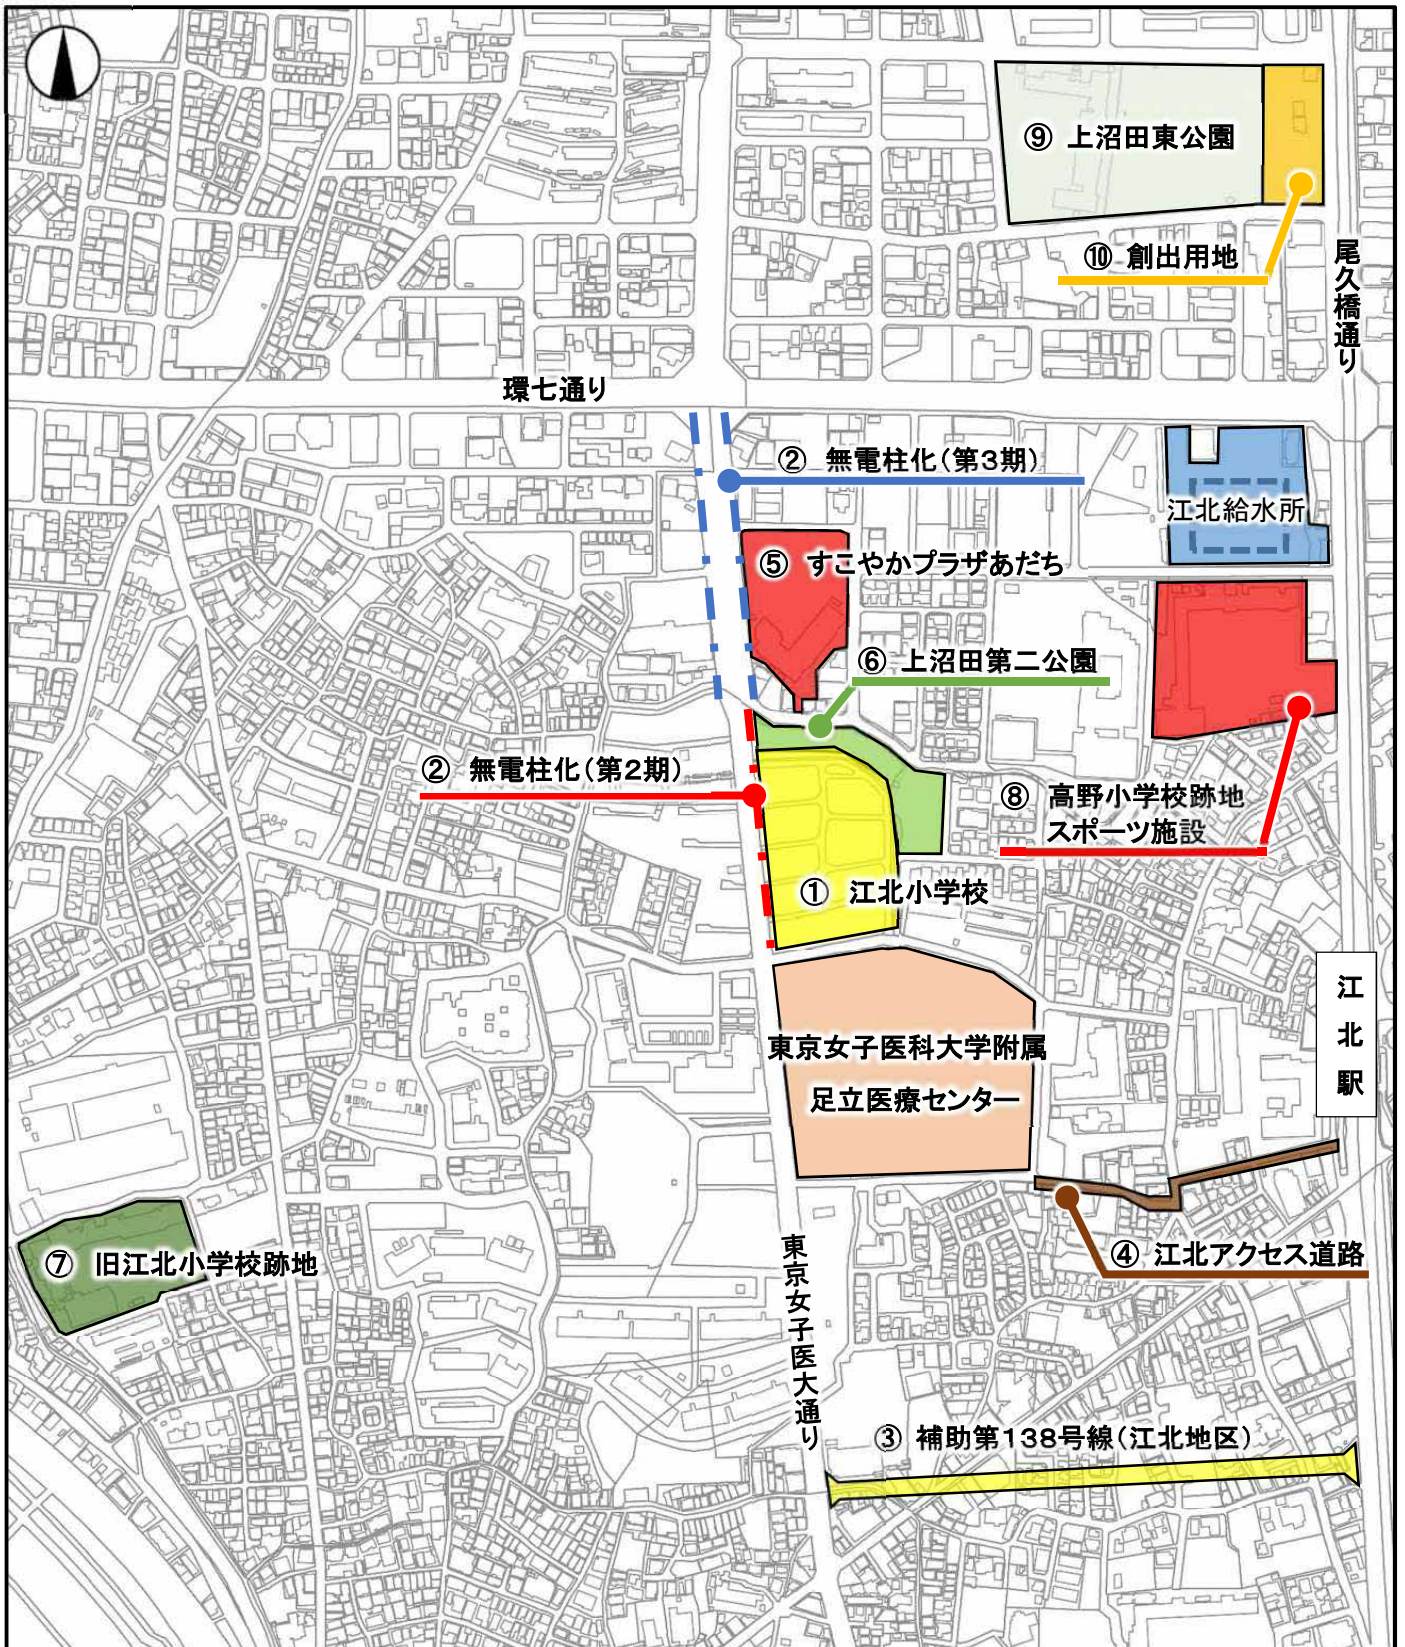 ⑨ 上沼田東公園
⑩ 創出用地
尾久橋通り
環七通り
② 無電柱化(第3期)
江北給水所
⑤ すこやかプラザあだち
⑥ 上沼田第二公園
② 無電柱化(第2期)
⑧ 高野小学校跡地
スポーツ施設
① 江北小学校
江北駅
東京女子医科大学附属
足立医療センター
④ 江北アクセス道路
⑦ 旧江北小学校跡地
東京女子医大通り
③ 補助第138号線(江北地区)